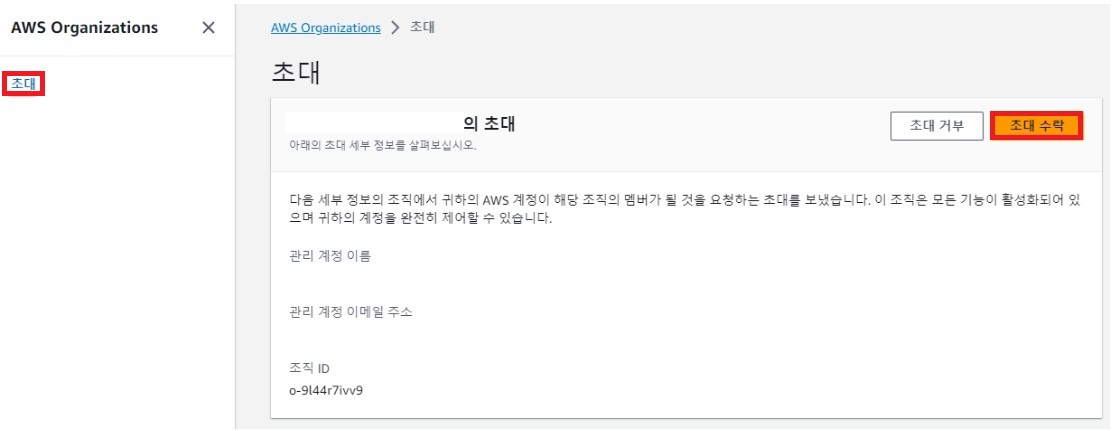 AWS Organizations
초대
AWS Organizations > 초대
초대
의 초대
아래의 초대 세부 정보를 살펴보십시오.
초대 거부
초대 수락
다음 세부 정보의 조직에서 귀하의 AWS 계정이 해당 조직의 멤버가 될 것을 요청하는 초대를 보냈습니다. 이 조직은 모든 기능이 활성화되어 있
으며 귀하의 계정을 완전히 제어할 수 있습니다.
관리 계정 이름
관리 계정 이메일 주소
조직 ID
o-9l44r7ivv9